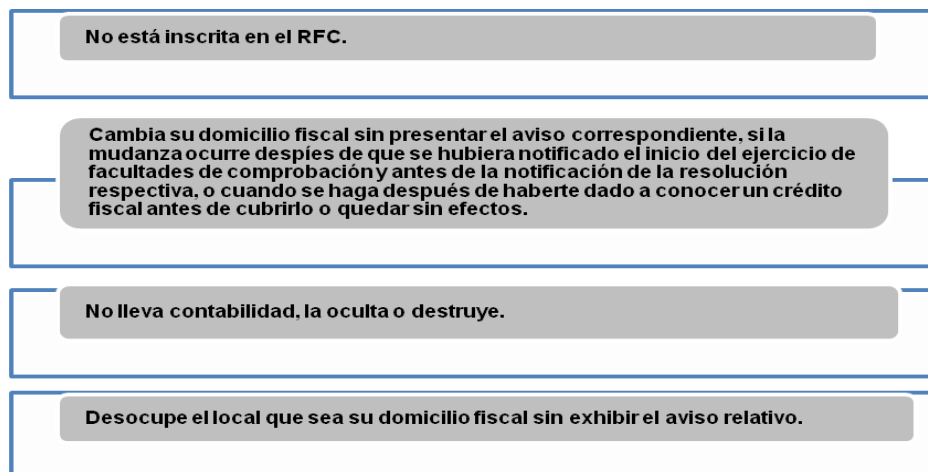 No está inscrita en el RFC.
Cambia su domicilio fiscal sin presentar el aviso correspondiente, si la
mudanza ocurre despíes de que se hubiera notificado el inicio del ejercicio de
facultades de comprobación y antes de la notificación de la resolución
respectiva, o cuando se haga después de haberte dado a conocer un crédito
fiscal antes de cubrirlo o quedar sin efectos.
No lleva contabilidad, la oculta o destruye.
Desocupe el local que sea su domicilio fiscal sin exhibir el aviso relativo.